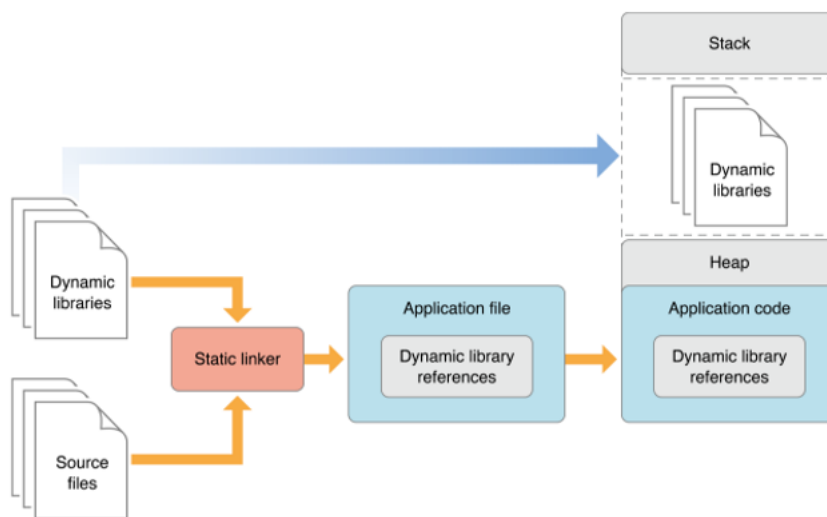 Stack
Dynamic
libraries
Dynamic
libraries
Heap
Application file
Application code
Static linker
Dynamic library
references
Dynamic library
references
Source
files